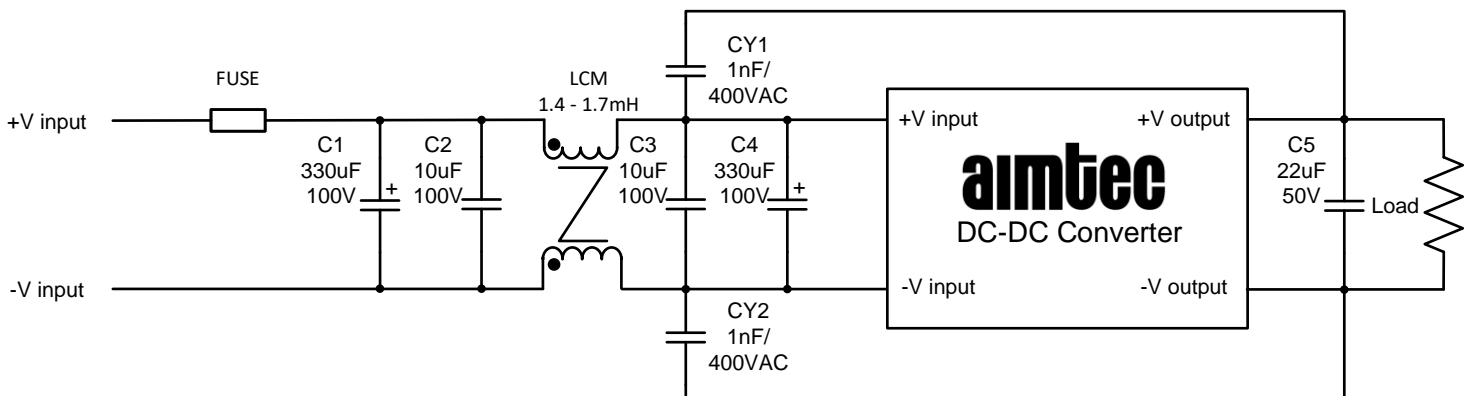 CY1
1nF/
400VAC
FUSE
LCM
1.4 - 1.7mH
+V input
C1
330uF
100V
+
C2
10uF
100V
C3
10uF
100V
C4
330uF
100V
+
+V input
+V output
aimtec
DC-DC Converter
C5
22uF
50V
Load
-V input
-V input
-V output
CY2
1nF/
400VAC